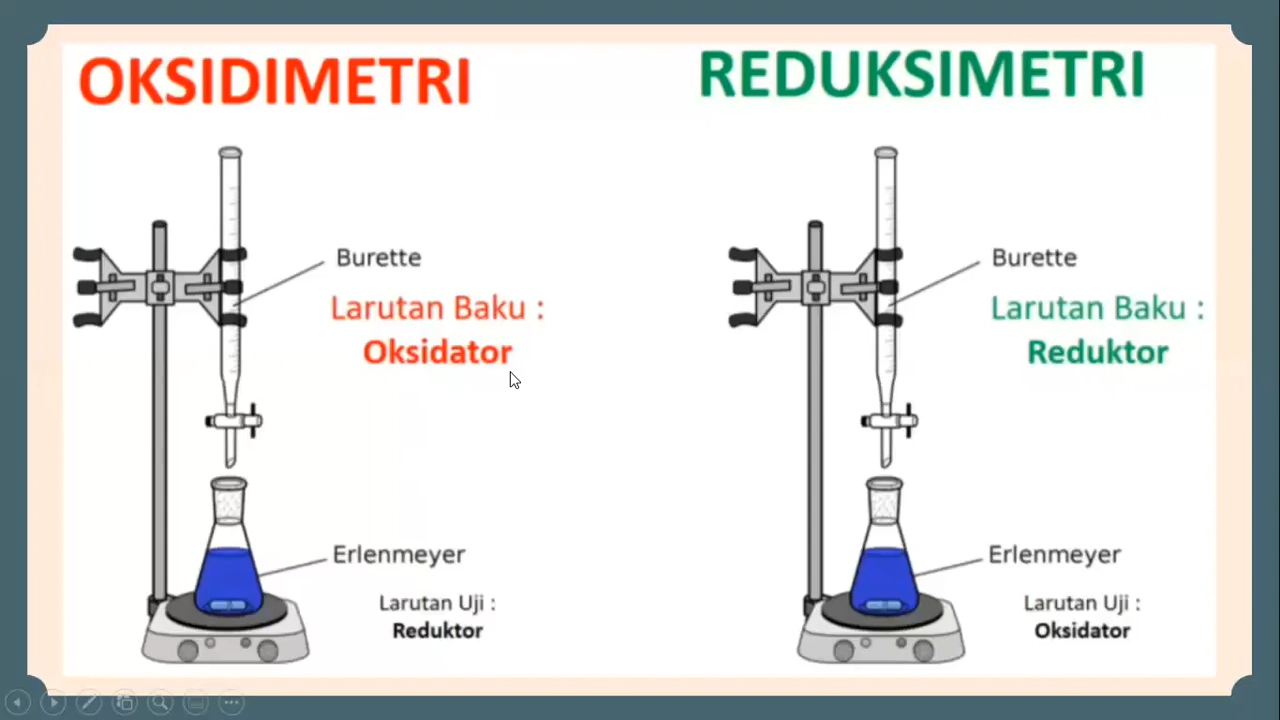 OKSIDIMETRI
Burette
Larutan Baku :
Oksidator
Erlenmeyer
Larutan Uji :
Reduktor
REDUKSIMETRI
Burette
Larutan Baku :
Reduktor
Erlenmeyer
Larutan Uji :
Oksidator